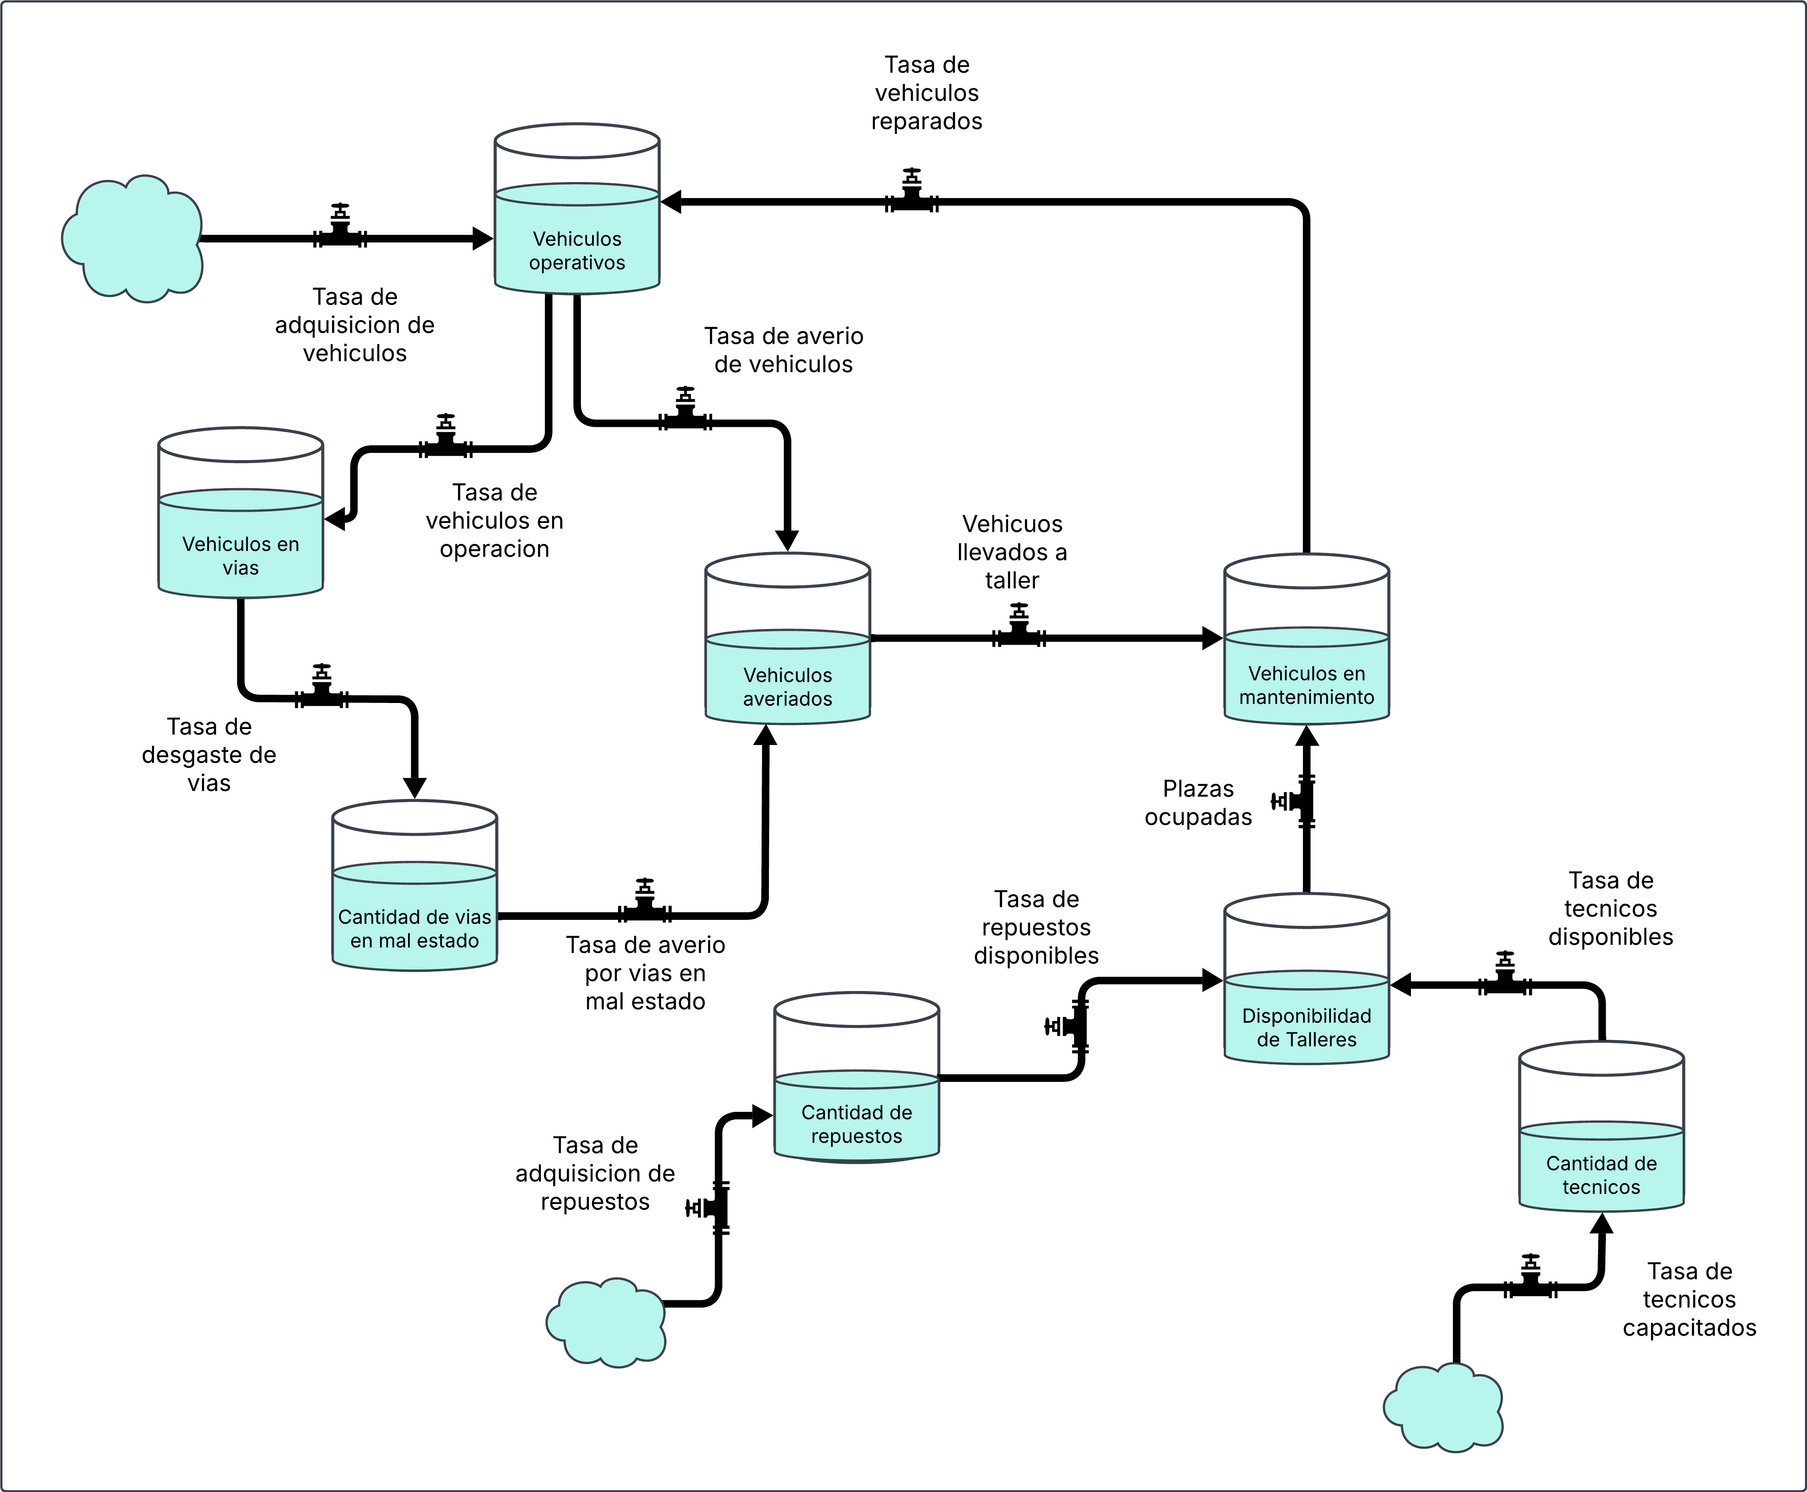 Tasa de
vehiculos
reparados
Vehiculos
operativos
Tasa de
adquisicion de
vehiculos
Tasa de averio
de vehiculos
Tasa de
vehiculos en
operacion
Vehiculos en
vias
Vehicuos
llevados a
taller
Vehiculos
averiados
Vehiculos en
mantenimiento
Tasa de
desgaste de
vias
Plazas
ocupadas
Cantidad de vias
en mal estado
Tasa de averio
por vias en
mal estado
Tasa de
repuestos
disponibles
Tasa de
tecnicos
disponibles
Disponibilidad
de Talleres
Cantidad de
repuestos
Tasa de
adquisicion de
repuestos
Cantidad de
tecnicos
Tasa de
tecnicos
capacitados